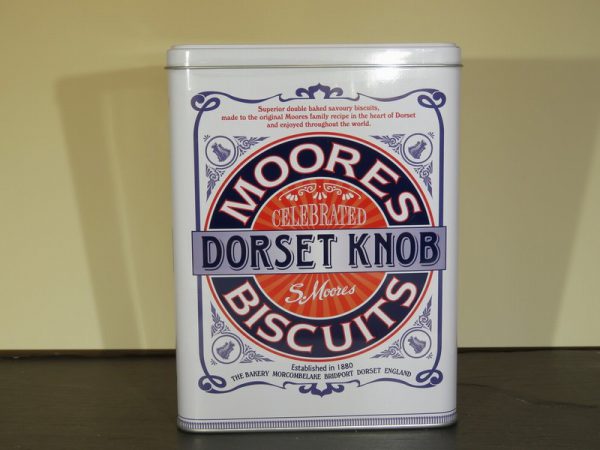 Superior double baked savoury biscuits,
made to the original Moores family recipe in the heart of Dorset
and enjoyed throughout the world.
MOORES
CELEBRATED
DORSET KNOB
S. Moores
BISCUITS
Established in 1880
THE BAKERY MORCOMBELAKE BRIDPORT DORSET ENGLAND